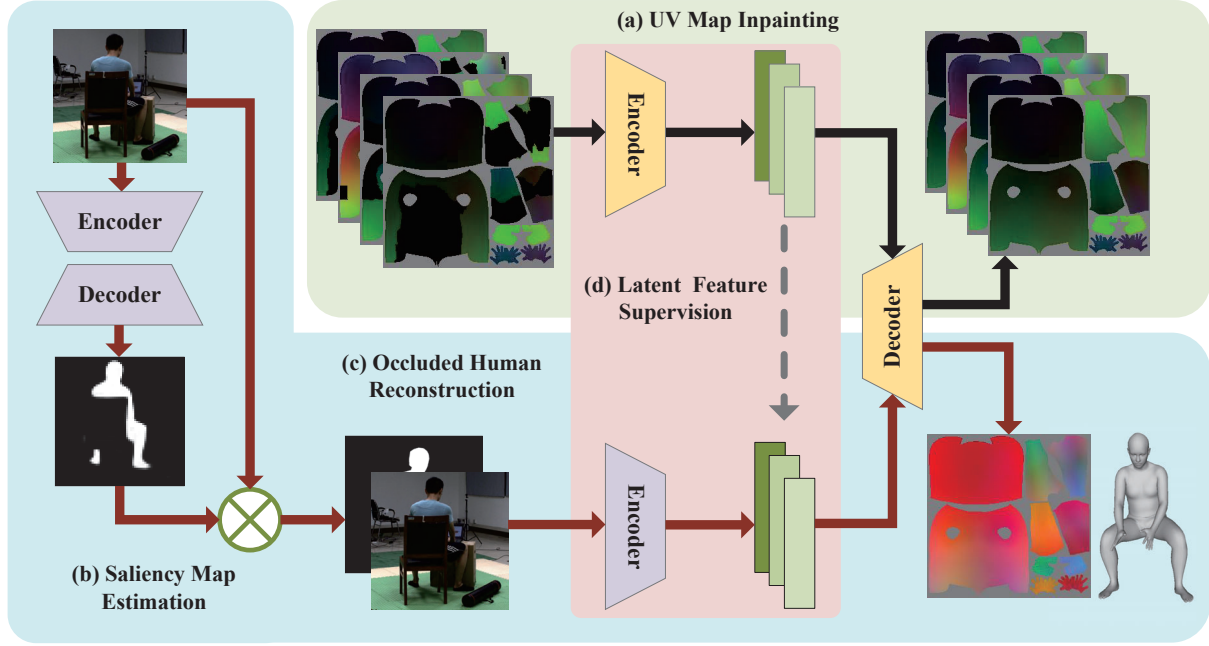 (a) UV Map Inpainting
Encoder
Encoder
Decoder
(d) Latent Feature
Supervision
Decoder
(c) Occluded Human
Reconstruction
Encoder
(b) Saliency Map
Estimation